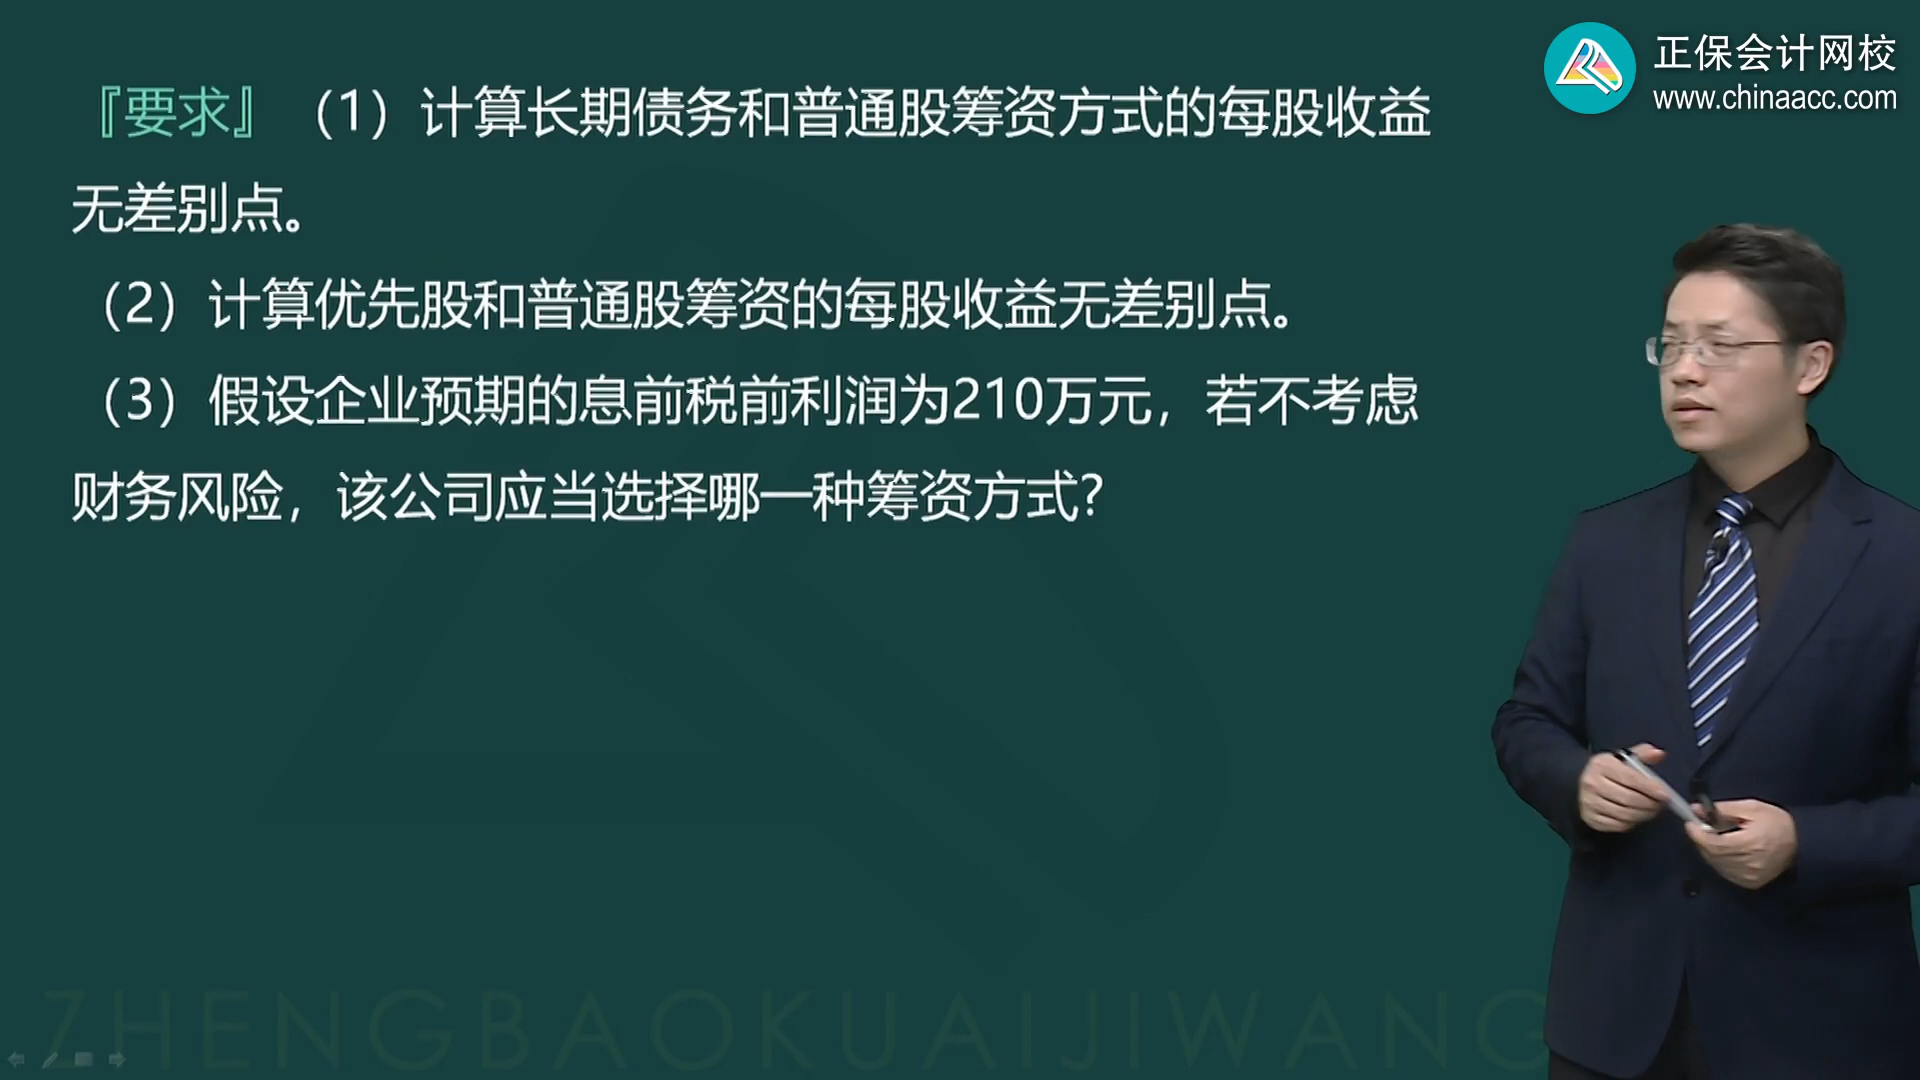 正保会计网校
www.chinaacc.com
『要求』（1）计算长期债务和普通股筹资方式的每股收益
无差别点。
（2）计算优先股和普通股筹资的每股收益无差别点。
（3）假设企业预期的息前税前利润为210万元，若不考虑
财务风险，该公司应当选择哪一种筹资方式？
ZHENGBAOKUAIJIWANG